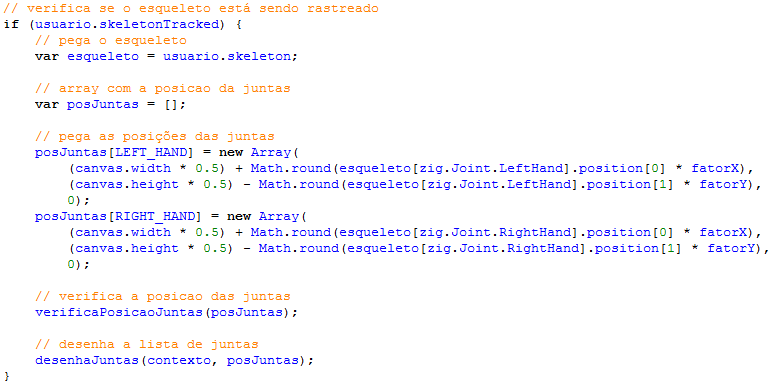 // verifica se o esqueleto está sendo rastreado
if (usuario.skeletonTracked) {
    // pega o esqueleto
    var esqueleto = usuario.skeleton;

    // array com a posicao da juntas
    var posJuntas = [];

    // pega as posições das juntas
    posJuntas[LEFT_HAND] = new Array(
        (canvas.width * 0.5) + Math.round(esqueleto[zig.Joint.LeftHand].position[0] * fatorX),
        (canvas.height * 0.5) - Math.round(esqueleto[zig.Joint.LeftHand].position[1] * fatorY),
        0);
    posJuntas[RIGHT_HAND] = new Array(
        (canvas.width * 0.5) + Math.round(esqueleto[zig.Joint.RightHand].position[0] * fatorX),
        (canvas.height * 0.5) - Math.round(esqueleto[zig.Joint.RightHand].position[1] * fatorY),
        0);

    // verifica a posicao das juntas
    verificaPosicaoJuntas(posJuntas);

    // desenha a lista de juntas
    desenhaJuntas(contexto, posJuntas);
}